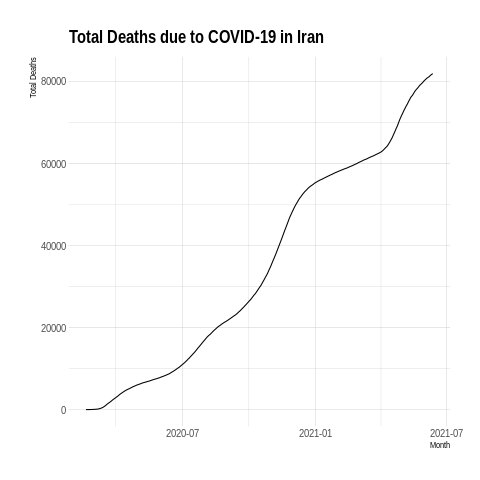 Total Deaths due to COVID-19 in Iran
Total Deaths
80000
60000
40000
20000
0
2020-07
2021-01
2021-07
Month